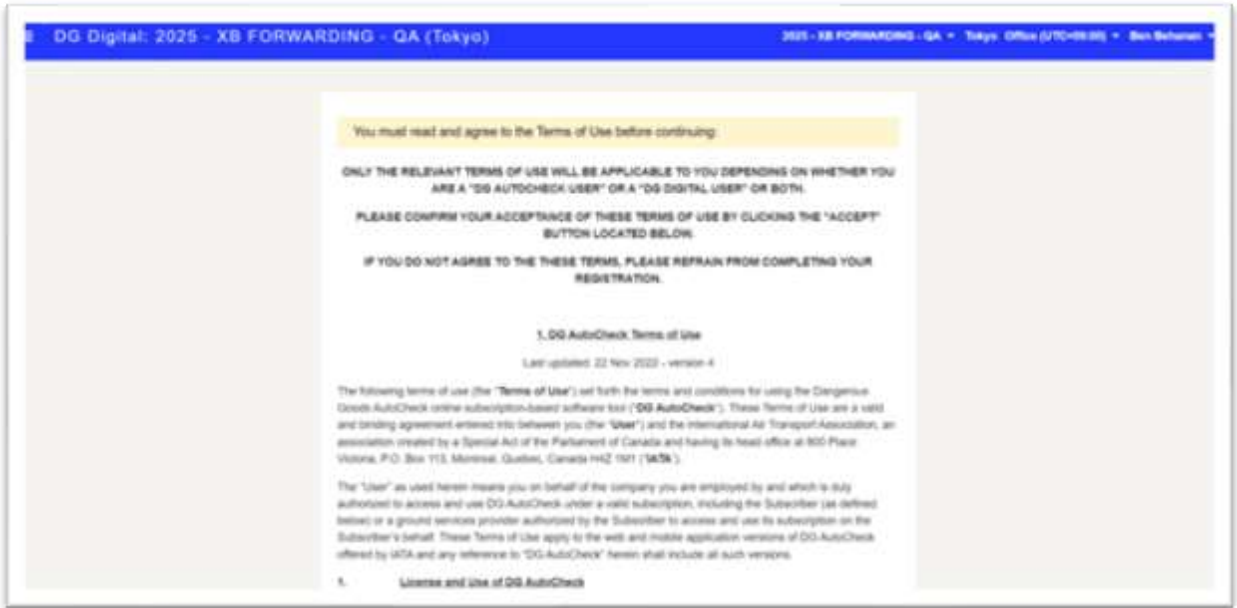 DG Digital: 2025 - XB FORWARDING - QA (Tokyo)
2025 - XB FORWARDING - QA Tokyo Office (UTC+09:00) Ben
You must read and agree to the Terms of Use before continuing:
ONLY THE RELEVANT TERMS OF USE WILL BE APPLICABLE TO YOU DEPENDING ON WHETHER YOU
ARE A "DG AUTOCHECK USER" OR A "DG DIGITAL USER" OR BOTH.
PLEASE CONFIRM YOUR ACCEPTANCE OF THESE TERMS OF USE BY CLICKING THE "ACCEPT"
BUTTON LOCATED BELOW.
IF YOU DO NOT AGREE TO THE THESE TERMS, PLEASE REFRAIN FROM COMPLETING YOUR
REGISTRATION.
1. DG AutoCheck Terms of Use
Last updated: 22 Nov - version 4
The following terms of use (the "Terms of Use") set forth the terms and conditions for using the Dangerous
Goods AutoCheck online subscription-based software tool ("DG AutoCheck"). These Terms of Use are a valid
and binding agreement entered into between you (the "User") and the International Air Transport Association, an
association created by a Special Act of the Parliament of Canada and having its head office at 800 Place
Victoria, P.O. Box 113, Montreal, Quebec, Canada H4Z 1M1 ("IATA").
The "User" as used herein means you on behalf of the company you are employed by and which is duly
authorized to access and use DG AutoCheck under a valid subscription, including the Subscriber (as defined
below) or a ground services provider authorized by the Subscriber to access and use its subscription on the
Subscriber's behalf. These Terms of Use apply to the web and mobile application versions of DG AutoCheck
offered by IATA and any reference to "DG AutoCheck" herein shall include all such versions.
1. License and Use of DG AutoCheck